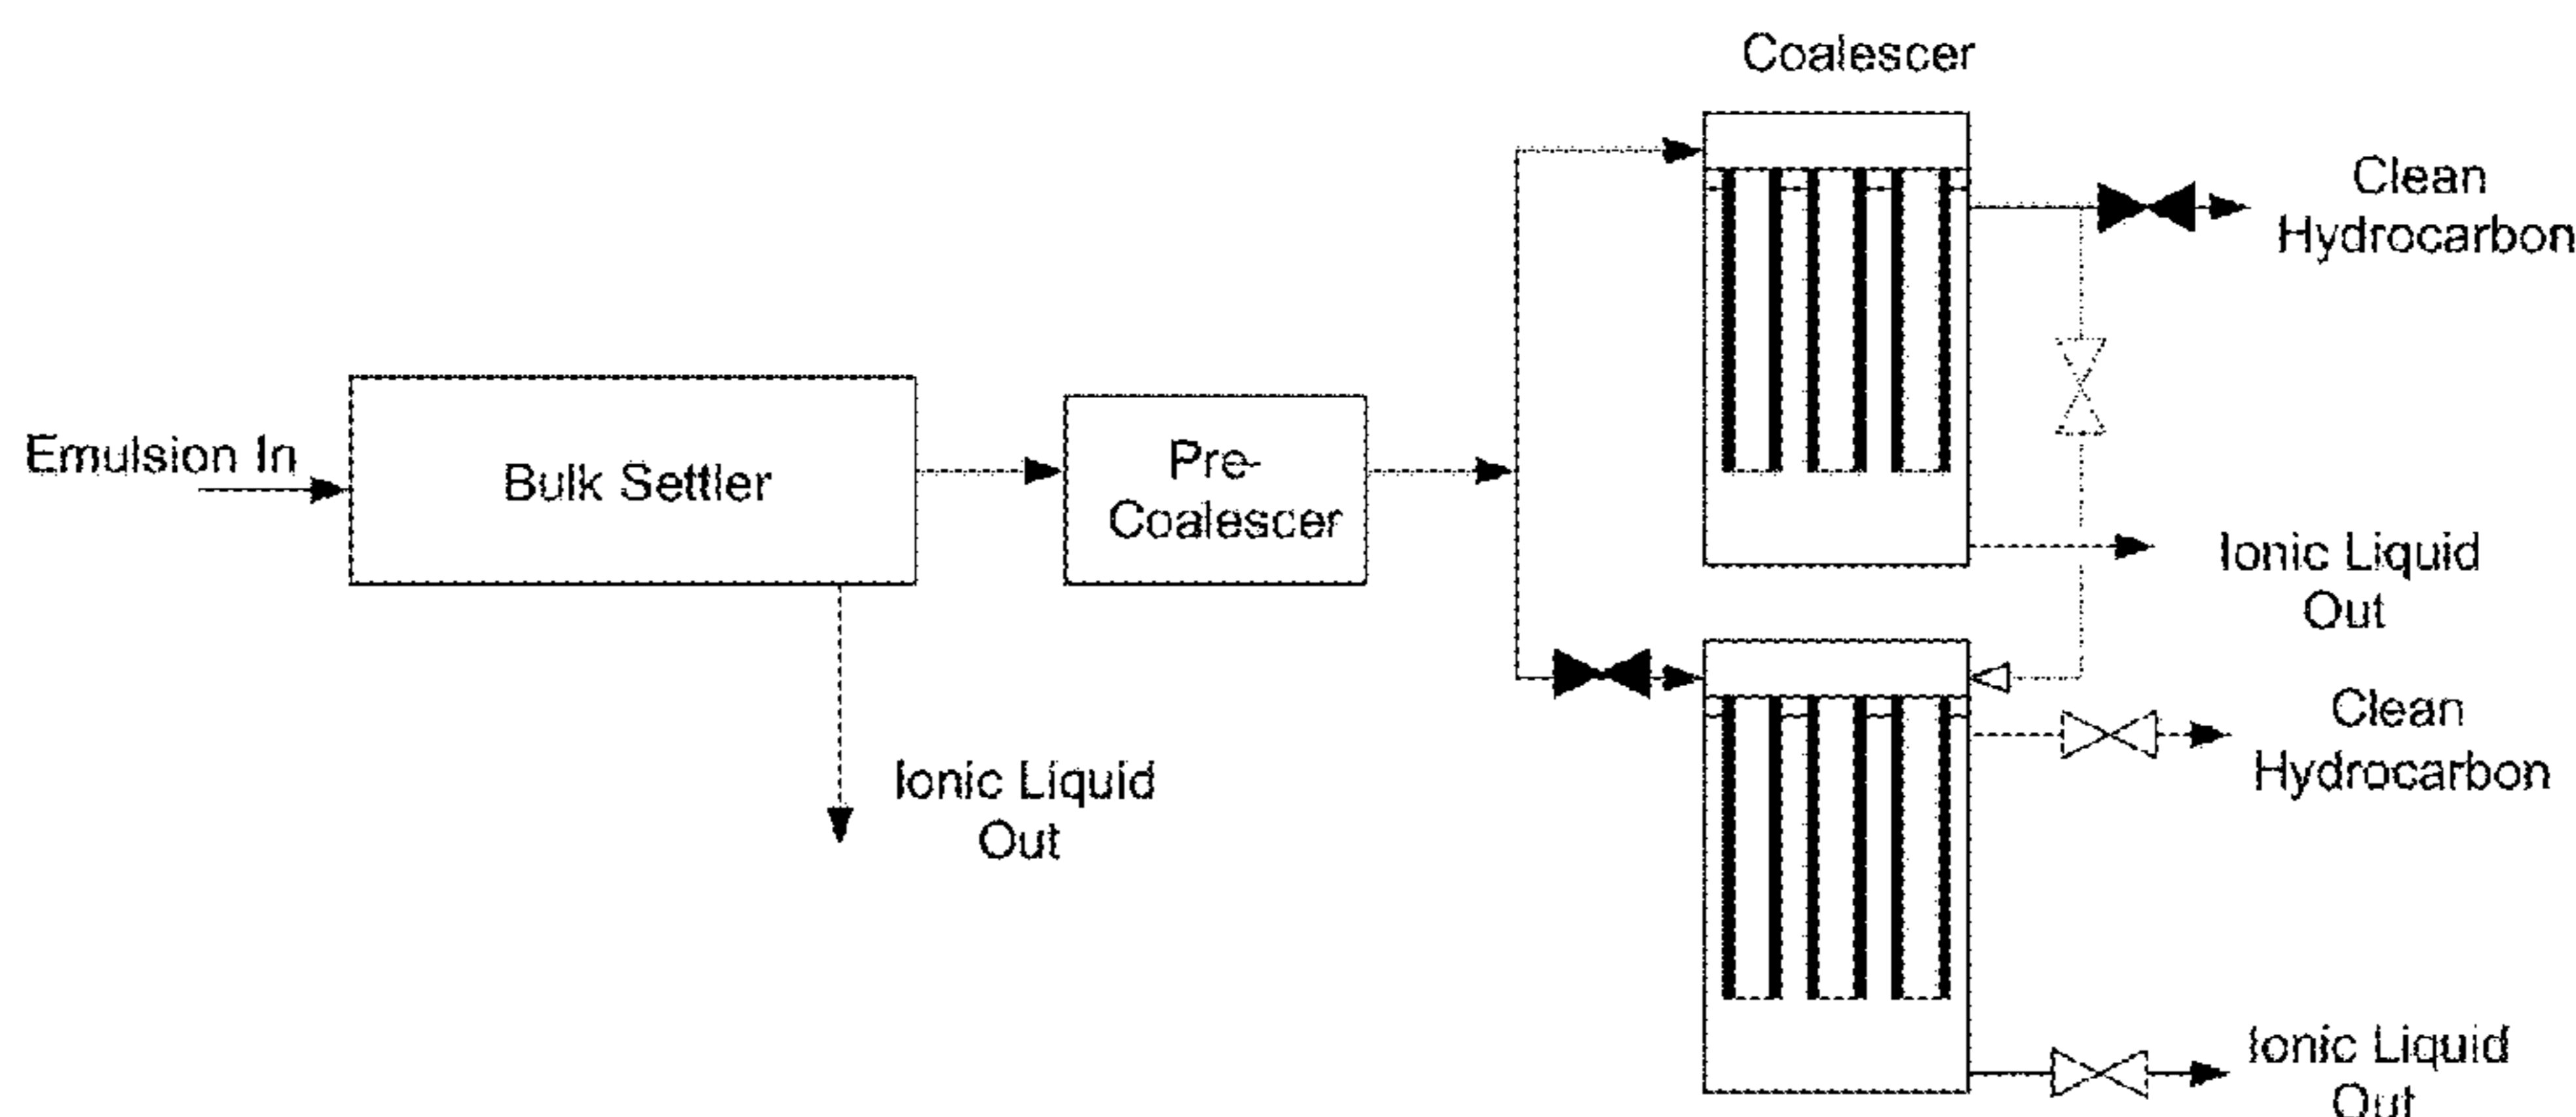 Coalescer
Clean
Hydrocarbon
Emulsion In
Bulk Settler
Pre-
Coalescer
Ionic Liquid
Out
Clean
Hydrocarbon
Ionic Liquid
Out
Ionic Liquid
Out